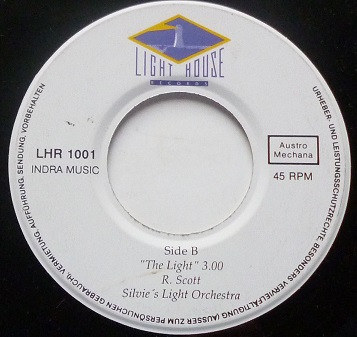 LIGHT HOUSE
RECORDS
LHR 1001
INDRA MUSIC
Austro
Mechana
45 RPM
Side B
"The Light" 3.00
R. Scott
Silvie's Light Orchestra
URHEBER- UND LEISTUNGSSCHUTZRECHTE BESONDERS VERVIELFÄLTIGUNG (AUSSER ZUM PERSÖNLICHEN GEBRAUCH), VERMIETUNG, AUFFÜHRUNG, SENDUNG, VORBEHALTEN